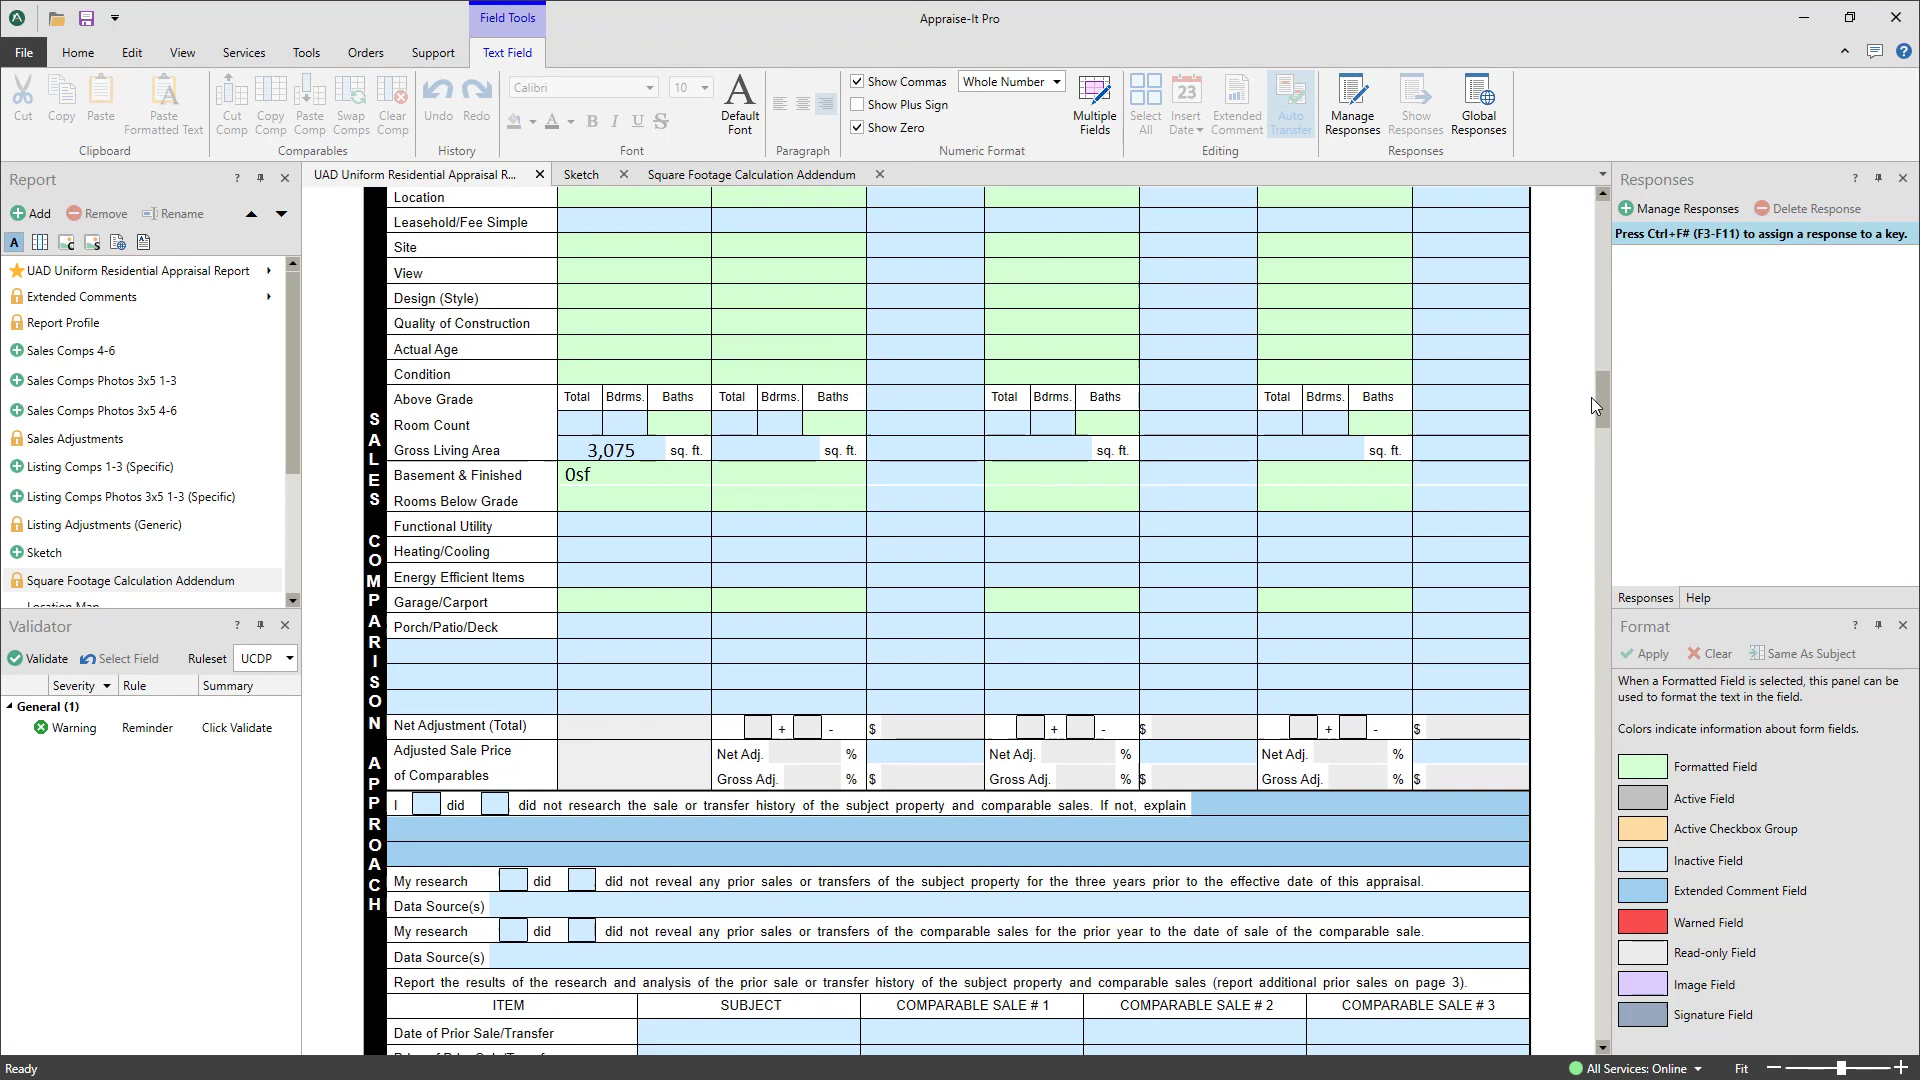 Field Tools
Appraise-It Pro
File Home Edit View Services Tools Orders Support Text Field
Cut Copy Paste Paste Formatted Text
Clipboard
Cut Comp Copy Comp Paste Comp Swap Comps Clear Comp
Comparables
Undo Redo
History
Calibri 10
B I U S
Default Font
Font
Paragraph
Show Commas Whole Number
Show Plus Sign
Show Zero
Multiple Fields
Numeric Format
Select All Insert Date Extended Comment Auto Transfer
Editing
Manage Responses Show Responses Global Responses
Responses
Report
Add Remove Rename
UAD Uniform Residential Appraisal Report
Extended Comments
Report Profile
Sales Comps 4-6
Sales Comps Photos 3x5 1-3
Sales Comps Photos 3x5 4-6
Sales Adjustments
Listing Comps 1-3 (Specific)
Listing Comps Photos 3x5 1-3 (Specific)
Listing Adjustments (Generic)
Sketch
Square Footage Calculation Addendum
Location Map
Validator
Validate Select Field Ruleset UCDP
Severity Rule Summary
General (1)
Warning Reminder Click Validate
UAD Uniform Residential Appraisal R... Sketch Square Footage Calculation Addendum
SALES COMPARISON APPROACH
Location
Leasehold/Fee Simple
Site
View
Design (Style)
Quality of Construction
Actual Age
Condition
Above Grade Total Bdrms. Baths Total Bdrms. Baths Total Bdrms. Baths Total Bdrms. Baths
Room Count
Gross Living Area 3,075 sq. ft. sq. ft. sq. ft. sq. ft.
Basement & Finished 0sf
Rooms Below Grade
Functional Utility
Heating/Cooling
Energy Efficient Items
Garage/Carport
Porch/Patio/Deck
Net Adjustment (Total) + - $ + - $ + - $
Adjusted Sale Price Net Adj. % Net Adj. % Net Adj. %
of Comparables Gross Adj. % $ Gross Adj. % $ Gross Adj. % $
I did did not research the sale or transfer history of the subject property and comparable sales. If not, explain
My research did did not reveal any prior sales or transfers of the subject property for the three years prior to the effective date of this appraisal.
Data Source(s)
My research did did not reveal any prior sales or transfers of the comparable sales for the prior year to the date of sale of the comparable sale.
Data Source(s)
Report the results of the research and analysis of the prior sale or transfer history of the subject property and comparable sales (report additional prior sales on page 3).
ITEM SUBJECT COMPARABLE SALE # 1 COMPARABLE SALE # 2 COMPARABLE SALE # 3
Date of Prior Sale/Transfer
Responses
Manage Responses Delete Response
Press Ctrl+F# (F3-F11) to assign a response to a key.
Responses Help
Format
Apply Clear Same As Subject
When a Formatted Field is selected, this panel can be
used to format the text in the field.
Colors indicate information about form fields.
Formatted Field
Active Field
Active Checkbox Group
Inactive Field
Extended Comment Field
Warned Field
Read-only Field
Image Field
Signature Field
Ready
All Services: Online Fit